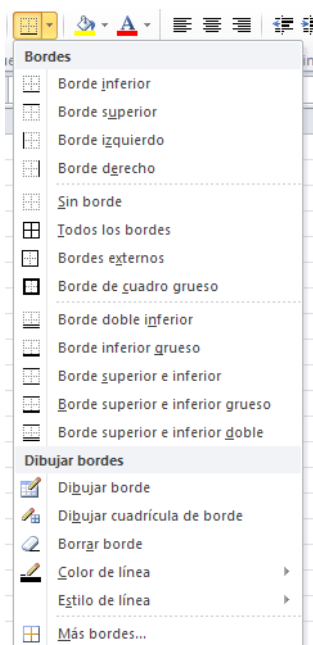 A
Bordes
Borde inferior
Borde superior
Borde izquierdo
Borde derecho
Sin borde
Todos los bordes
Bordes externos
Borde de cuadro grueso
Borde doble inferior
Borde inferior grueso
Borde superior e inferior
Borde superior e inferior grueso
Borde superior e inferior doble
Dibujar bordes
Dibujar borde
Dibujar cuadrícula de borde
Borrar borde
Color de línea
Estilo de línea
Más bordes...